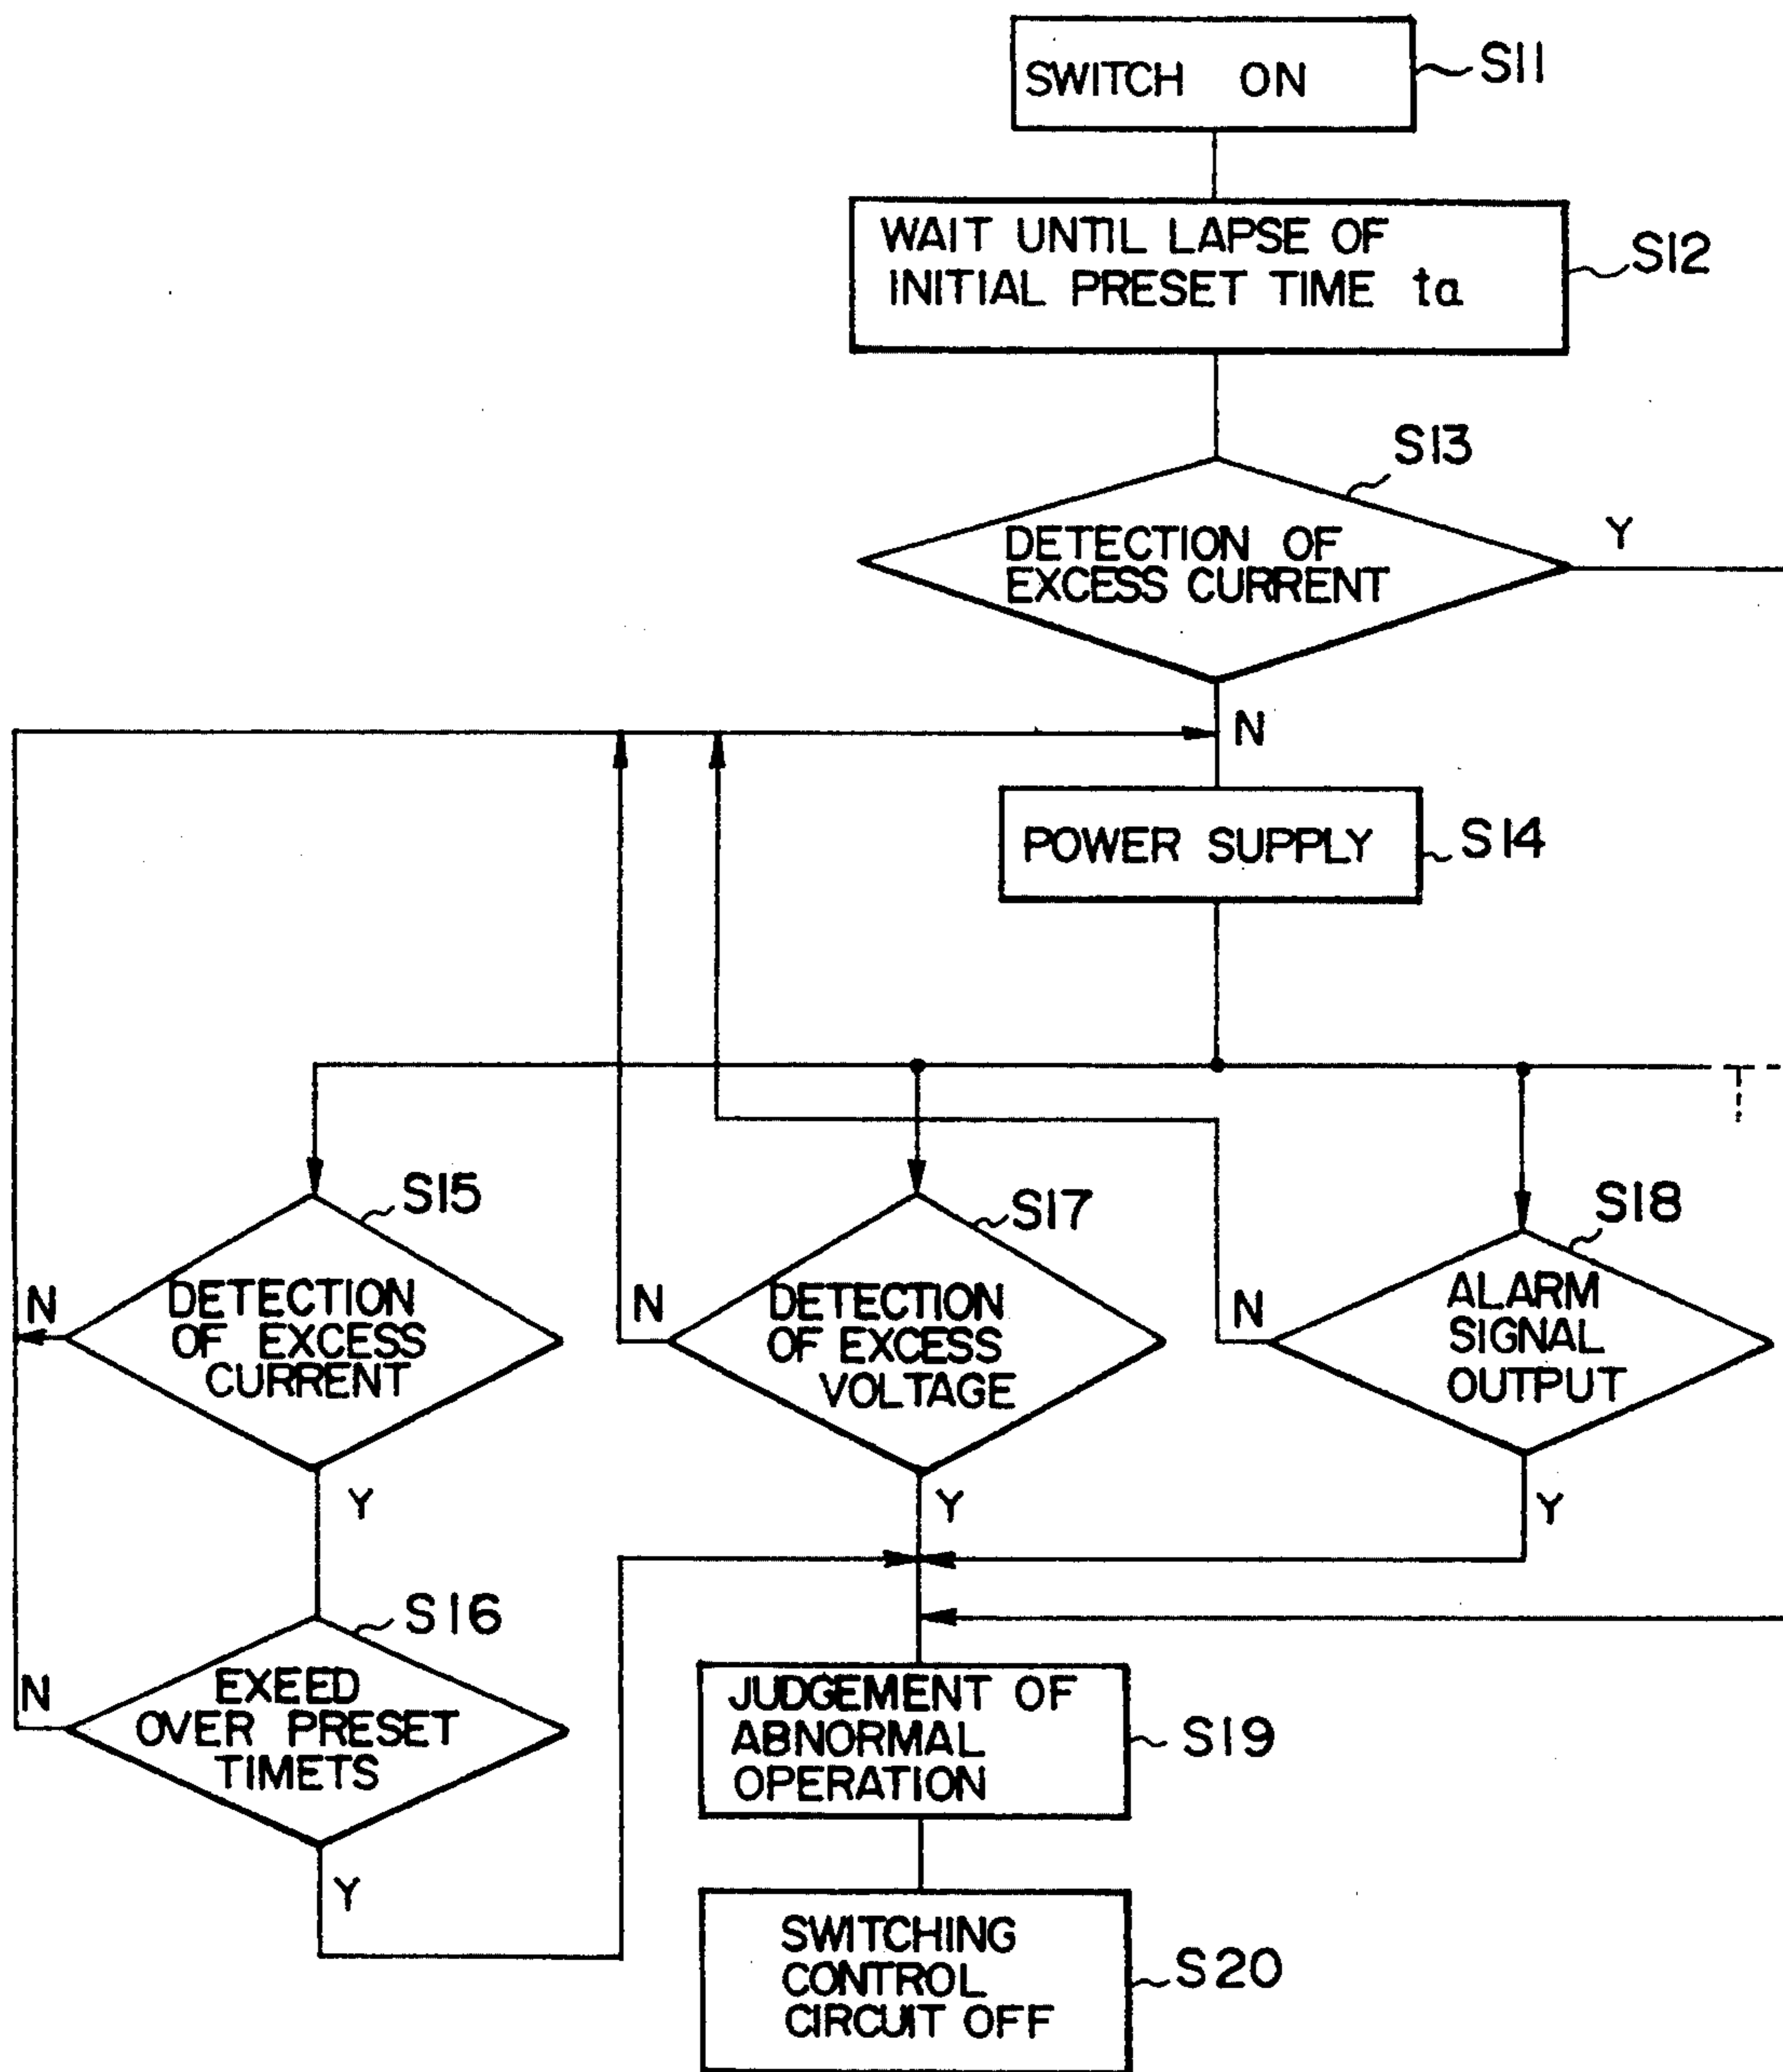 SWITCH ON
S11
WAIT UNTIL LAPSE OF
INITIAL PRESET TIME ta
S12
S13
DETECTION OF
EXCESS CURRENT
Y
N
POWER SUPPLY
S14
S15
DETECTION
OF EXCESS
CURRENT
N
Y
S17
DETECTION
OF EXCESS
VOLTAGE
N
Y
S18
ALARM
SIGNAL
OUTPUT
N
Y
S16
EXEED
OVER PRESET
TIMETS
N
Y
JUDGEMENT OF
ABNORMAL
OPERATION
S19
SWITCHING
CONTROL
CIRCUIT OFF
S20